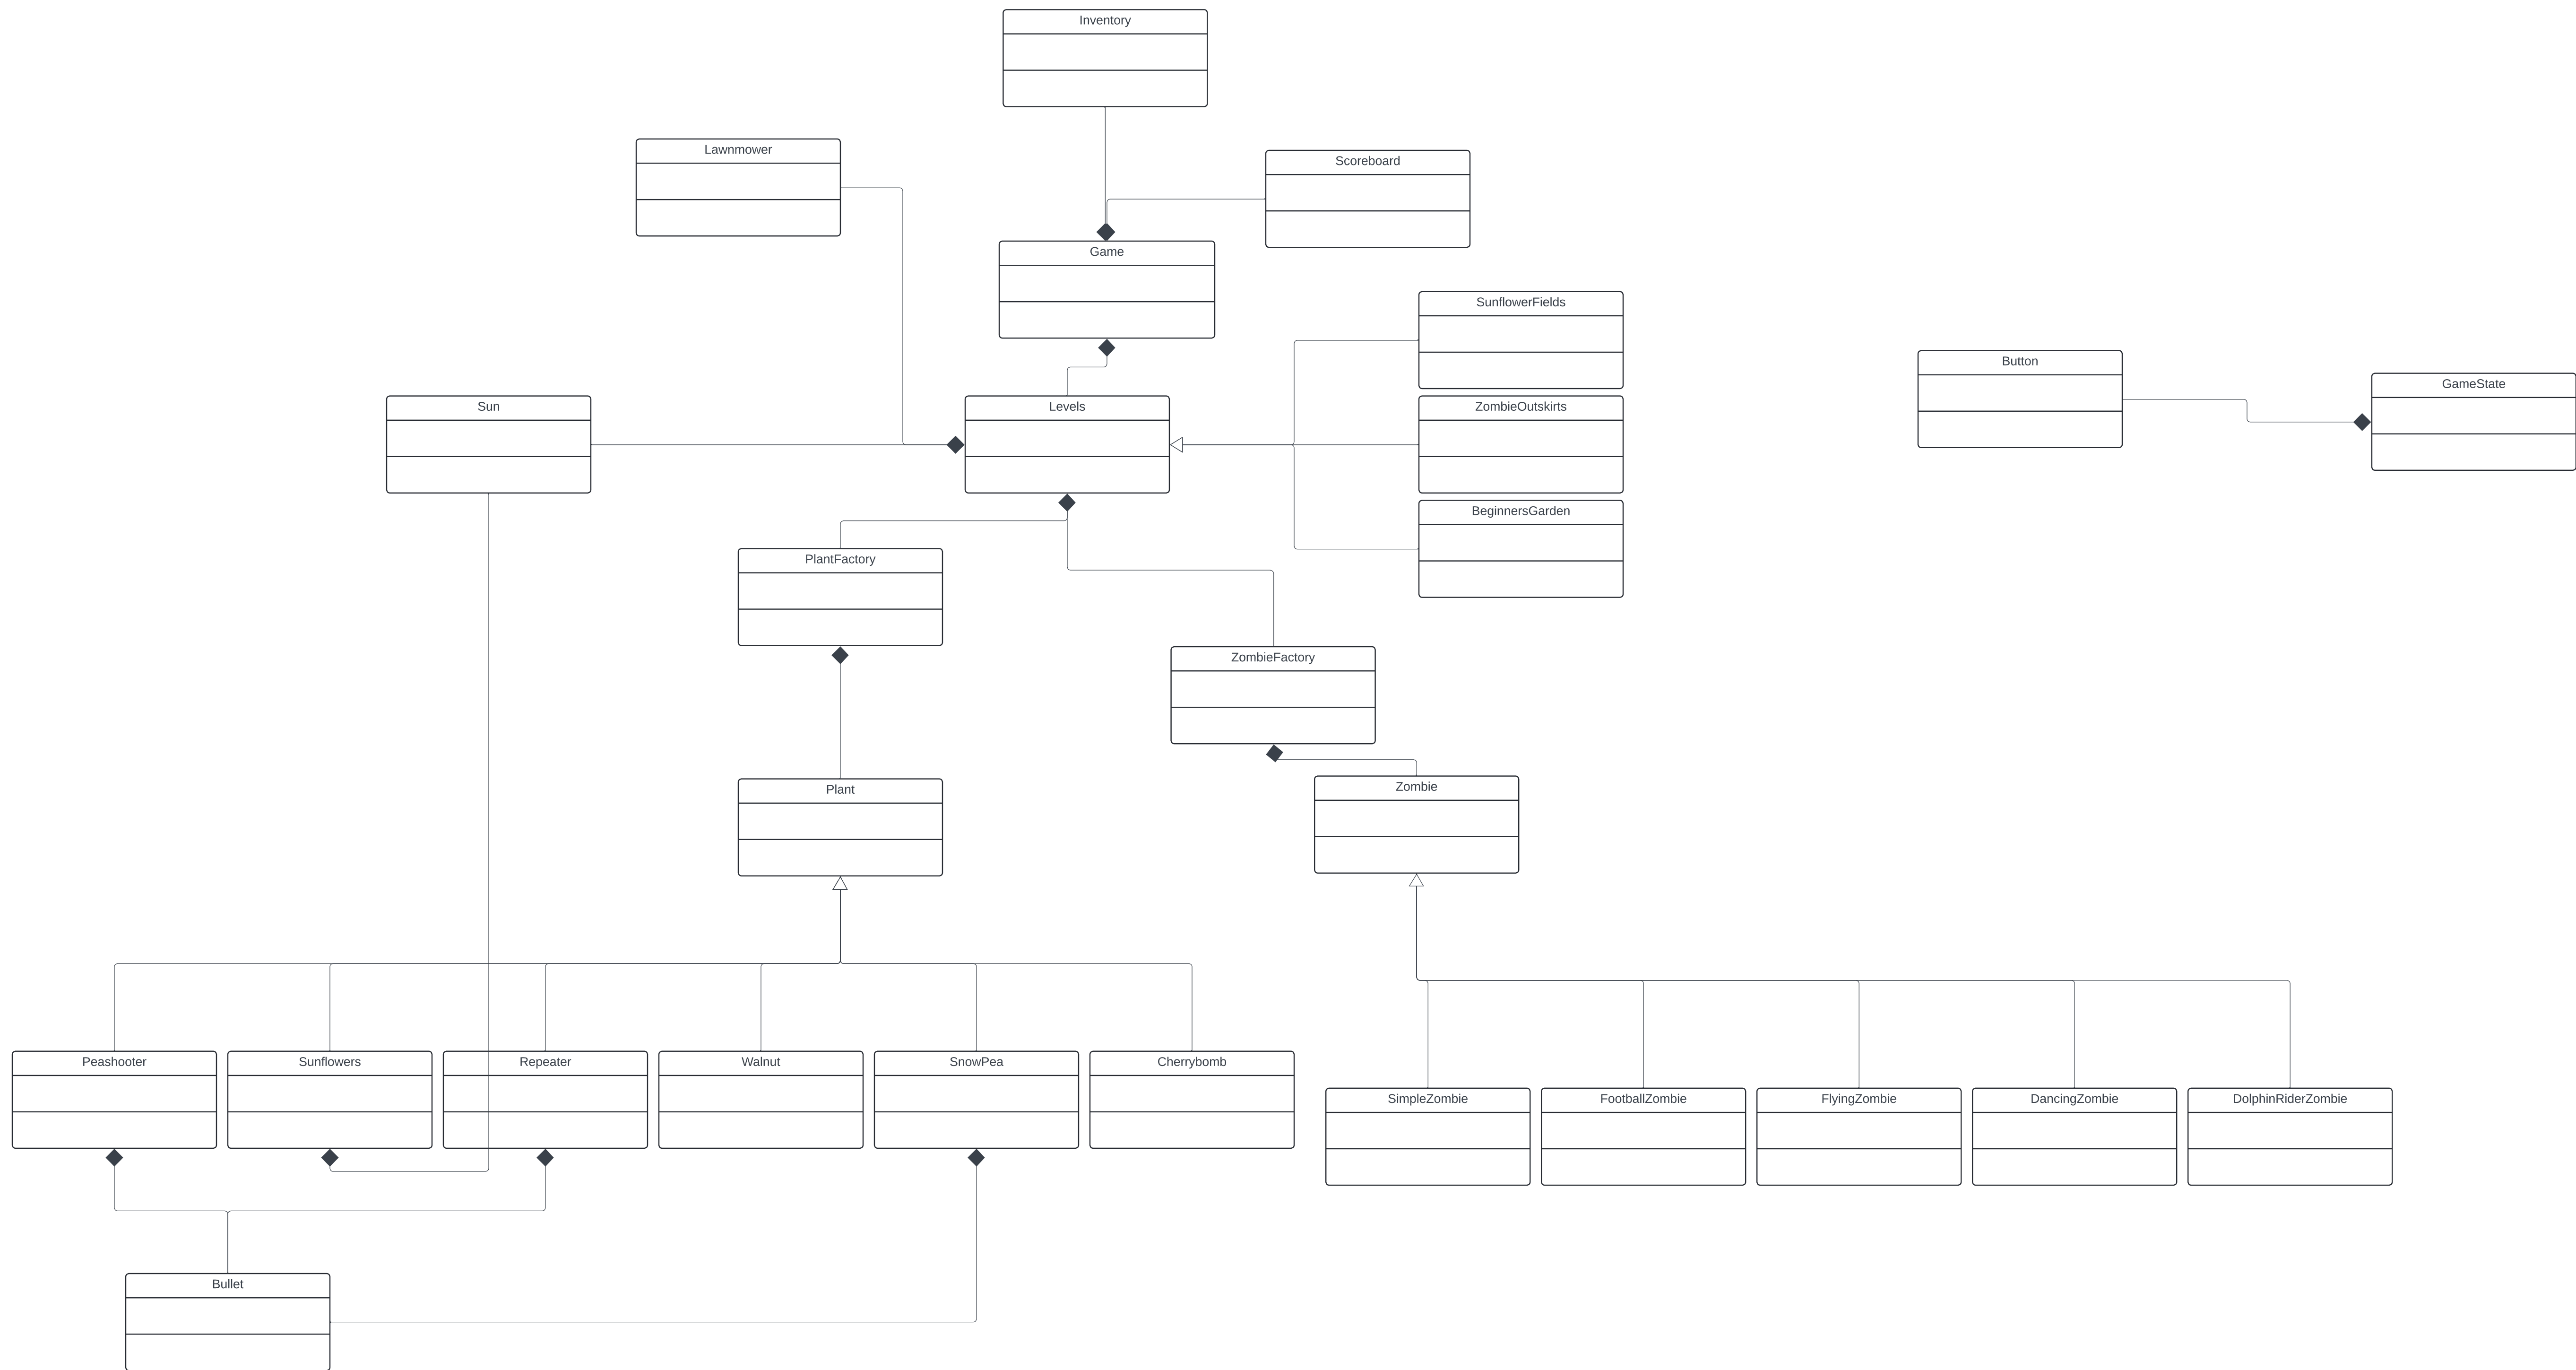 Inventory
Lawnmower
Scoreboard
Game
SunflowerFields
Button
GameState
Sun
Levels
ZombieOutskirts
BeginnersGarden
PlantFactory
ZombieFactory
Plant
Zombie
Peashooter
Sunflowers
Repeater
Walnut
SnowPea
Cherrybomb
SimpleZombie
FootballZombie
FlyingZombie
DancingZombie
DolphinRiderZombie
Bullet